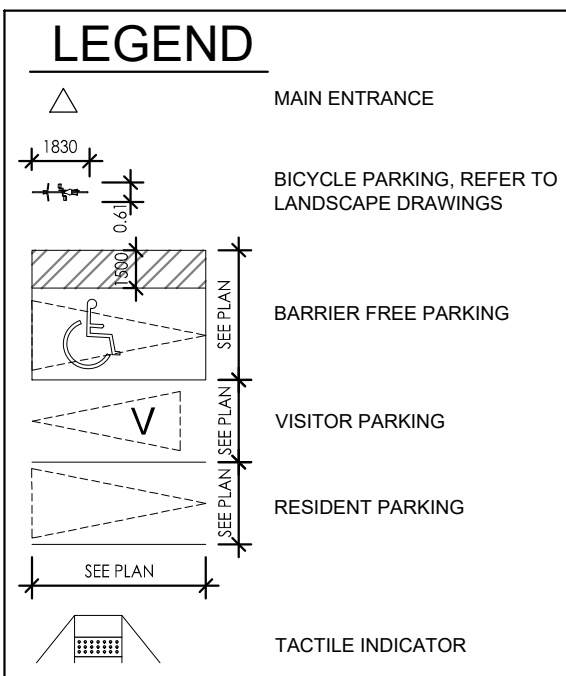 LEGEND
MAIN ENTRANCE
1830
0.61
BICYCLE PARKING, REFER TO
LANDSCAPE DRAWINGS
1500
SEE PLAN
BARRIER FREE PARKING
V
SEE PLAN
VISITOR PARKING
SEE PLAN
RESIDENT PARKING
SEE PLAN
TACTILE INDICATOR